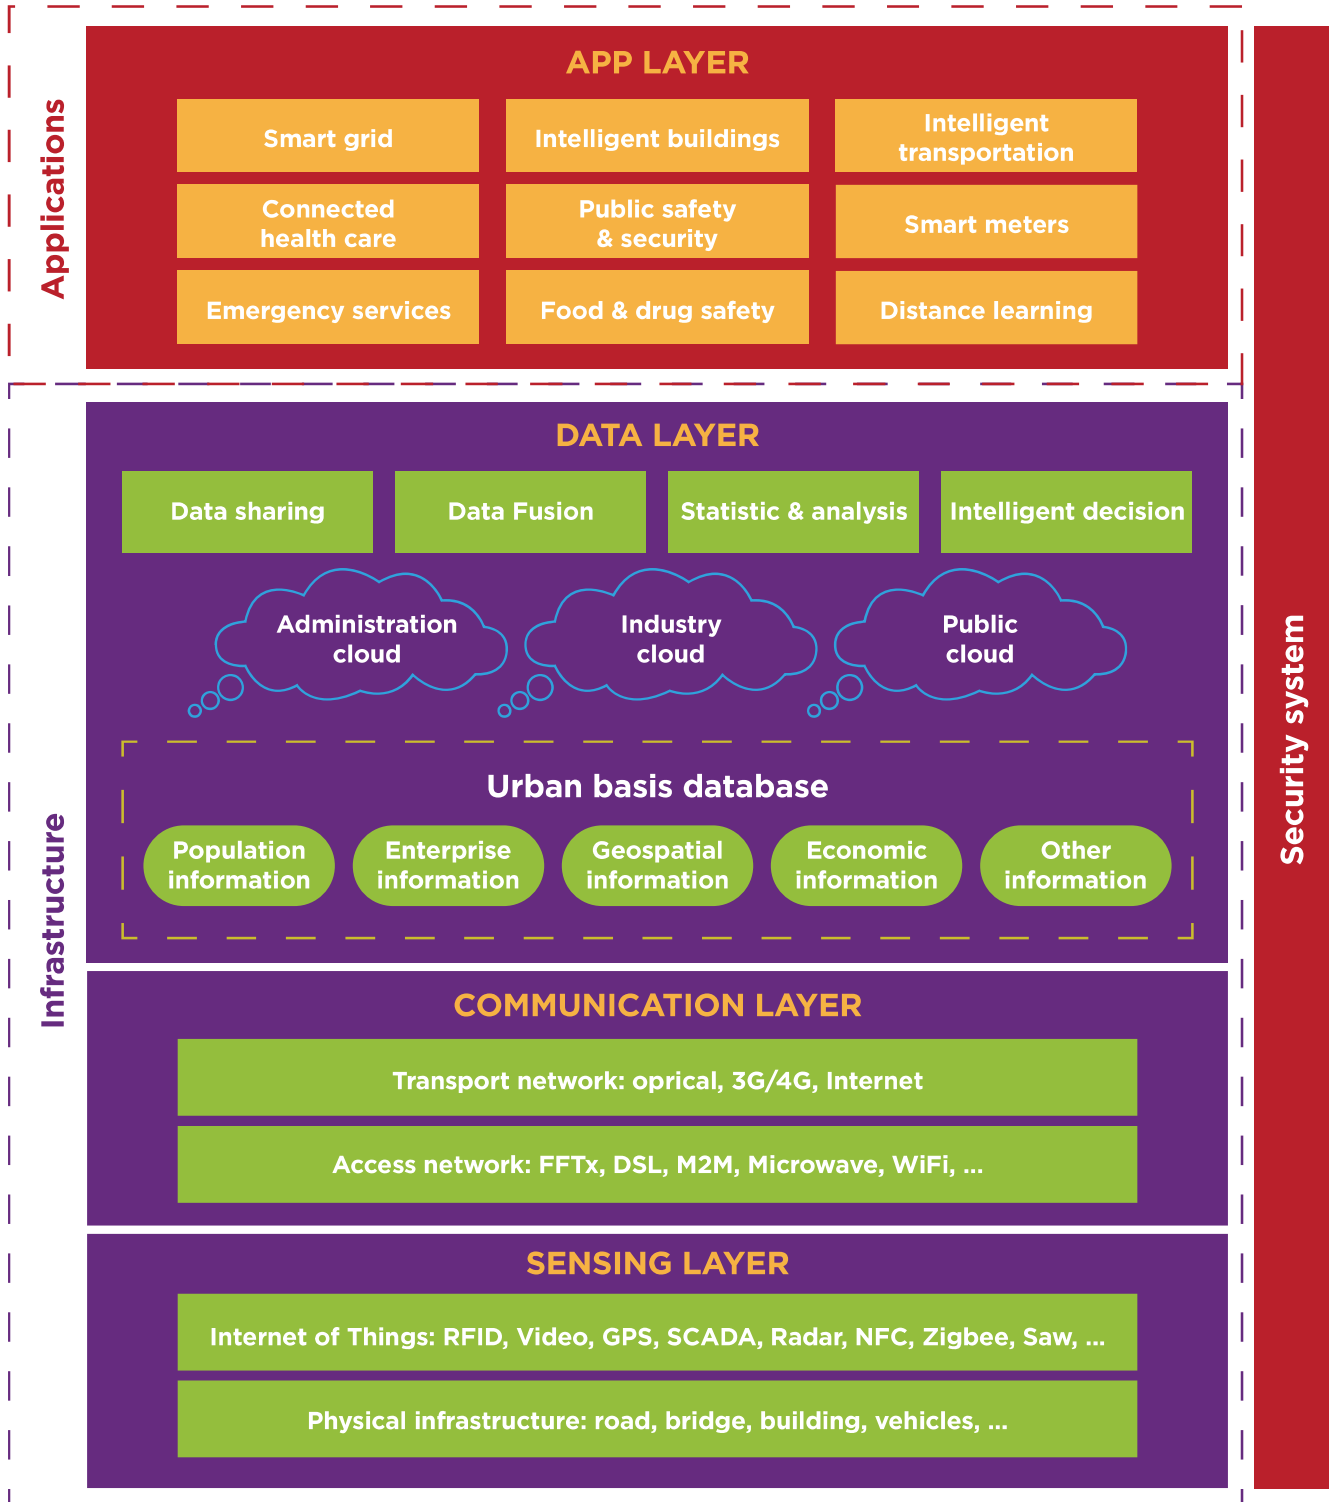 APP LAYER
Applications
Smart grid
Intelligent buildings
Intelligent
transportation
Connected
health care
Public safety
& security
Smart meters
Emergency services
Food & drug safety
Distance learning
Security system
Infrastructure
DATA LAYER
Data sharing
Data Fusion
Statistic & analysis
Intelligent decision
Administration
cloud
Industry
cloud
Public
cloud
Urban basis database
Population
information
Enterprise
information
Geospatial
information
Economic
information
Other
information
COMMUNICATION LAYER
Transport network: oprical, 3G/4G, Internet
Access network: FFTx, DSL, M2M, Microwave, WiFi, ...
SENSING LAYER
Internet of Things: RFID, Video, GPS, SCADA, Radar, NFC, Zigbee, Saw, ...
Physical infrastructure: road, bridge, building, vehicles, ...